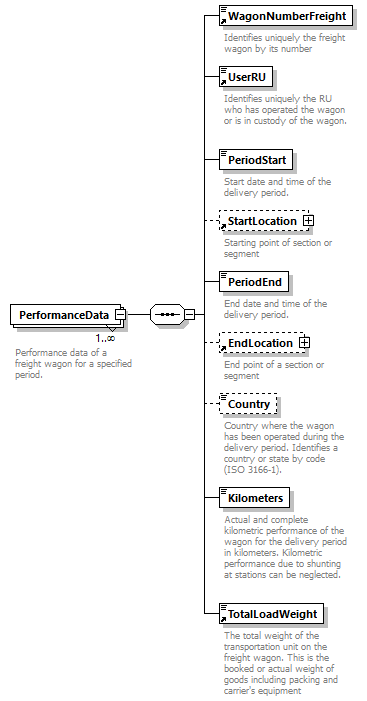 WagonNumberFreight
Identifies uniquely the freight
wagon by its number
UserRU
Identifies uniquely the RU
who has operated the wagon
or is in custody of the wagon.
PeriodStart
Start date and time of the
delivery period.
StartLocation
Starting point of section or
segment
PeriodEnd
End date and time of the
delivery period.
PerformanceData
1..∞
Performance data of a
freight wagon for a specified
period.
EndLocation
End point of a section or
segment
Country
Country where the wagon
has been operated during the
delivery period. Identifies a
country or state by code
(ISO 3166-1).
Kilometers
Actual and complete
kilometric performance of the
wagon for the delivery period
in kilometers. Kilometric
performance due to shunting
at stations can be neglected.
TotalLoadWeight
The total weight of the
transportation unit on the
freight wagon. This is the
booked or actual weight of
goods including packing and
carrier's equipment